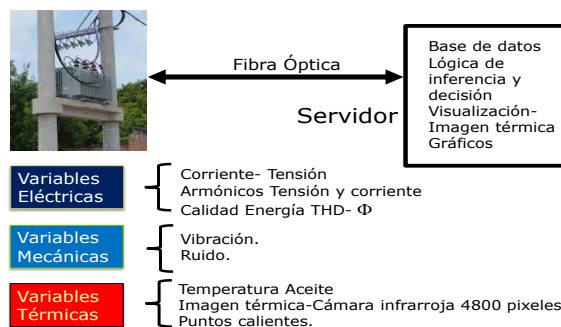 Fibra Óptica
Servidor
Base de datos
Lógica de
inferencia y
decisión
Visualización-
Imagen térmica
Gráficos
Variables
Eléctricas
Corriente- Tensión
Armónicos Tensión y corriente
Calidad Energía THD- Φ
Variables
Mecánicas
Vibración.
Ruido.
Variables
Térmicas
Temperatura Aceite
Imagen térmica-Cámara infrarroja 4800 pixeles
Puntos calientes.